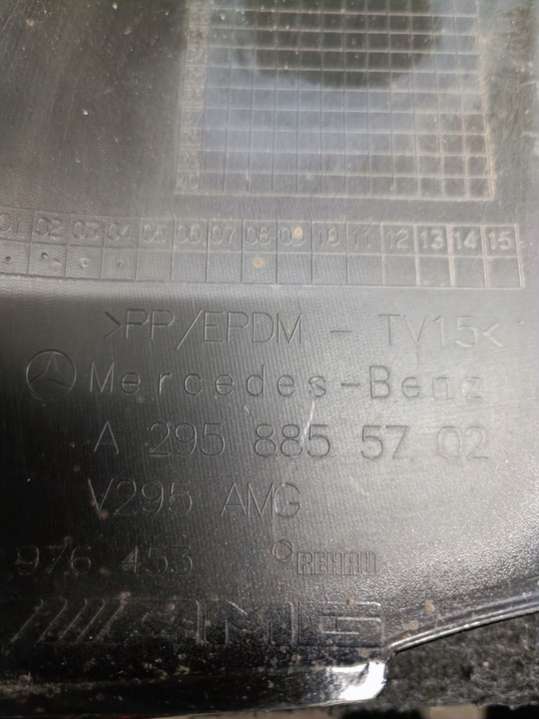 01 02 03 04 05 06 07 08 09 10 11 12 13 14 15
>PP/EPDM - TV15<
Mercedes-Benz
A 295 885 57 02
V295 AMG
976 453 REHAU
AMG